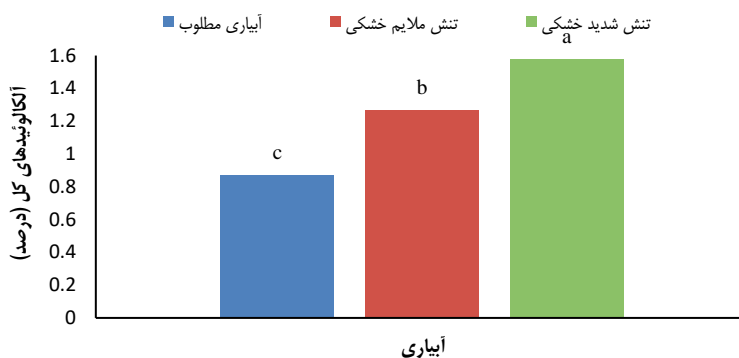 آبیاری مطلوب
تنش ملایم خشکی
تنش شدید خشکی
آلکالوئیدهای کل (درصد)
1.6
1.4
1.2
1
0.8
0.6
0.4
0.2
0
c
b
a
آبیاری